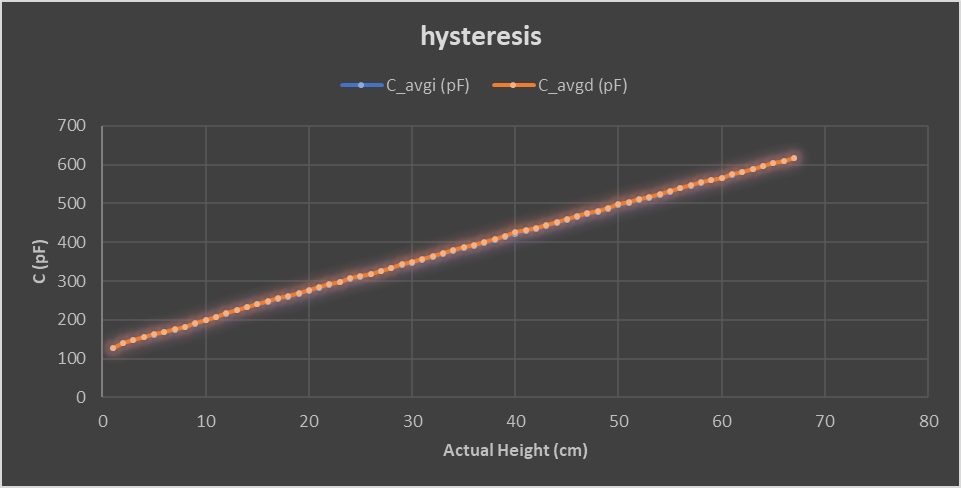 hysteresis
C_avgi (pF) C_avgd (pF)
700
600
500
400
300
200
100
0
C (pF)
0 10 20 30 40 50 60 70 80
Actual Height (cm)